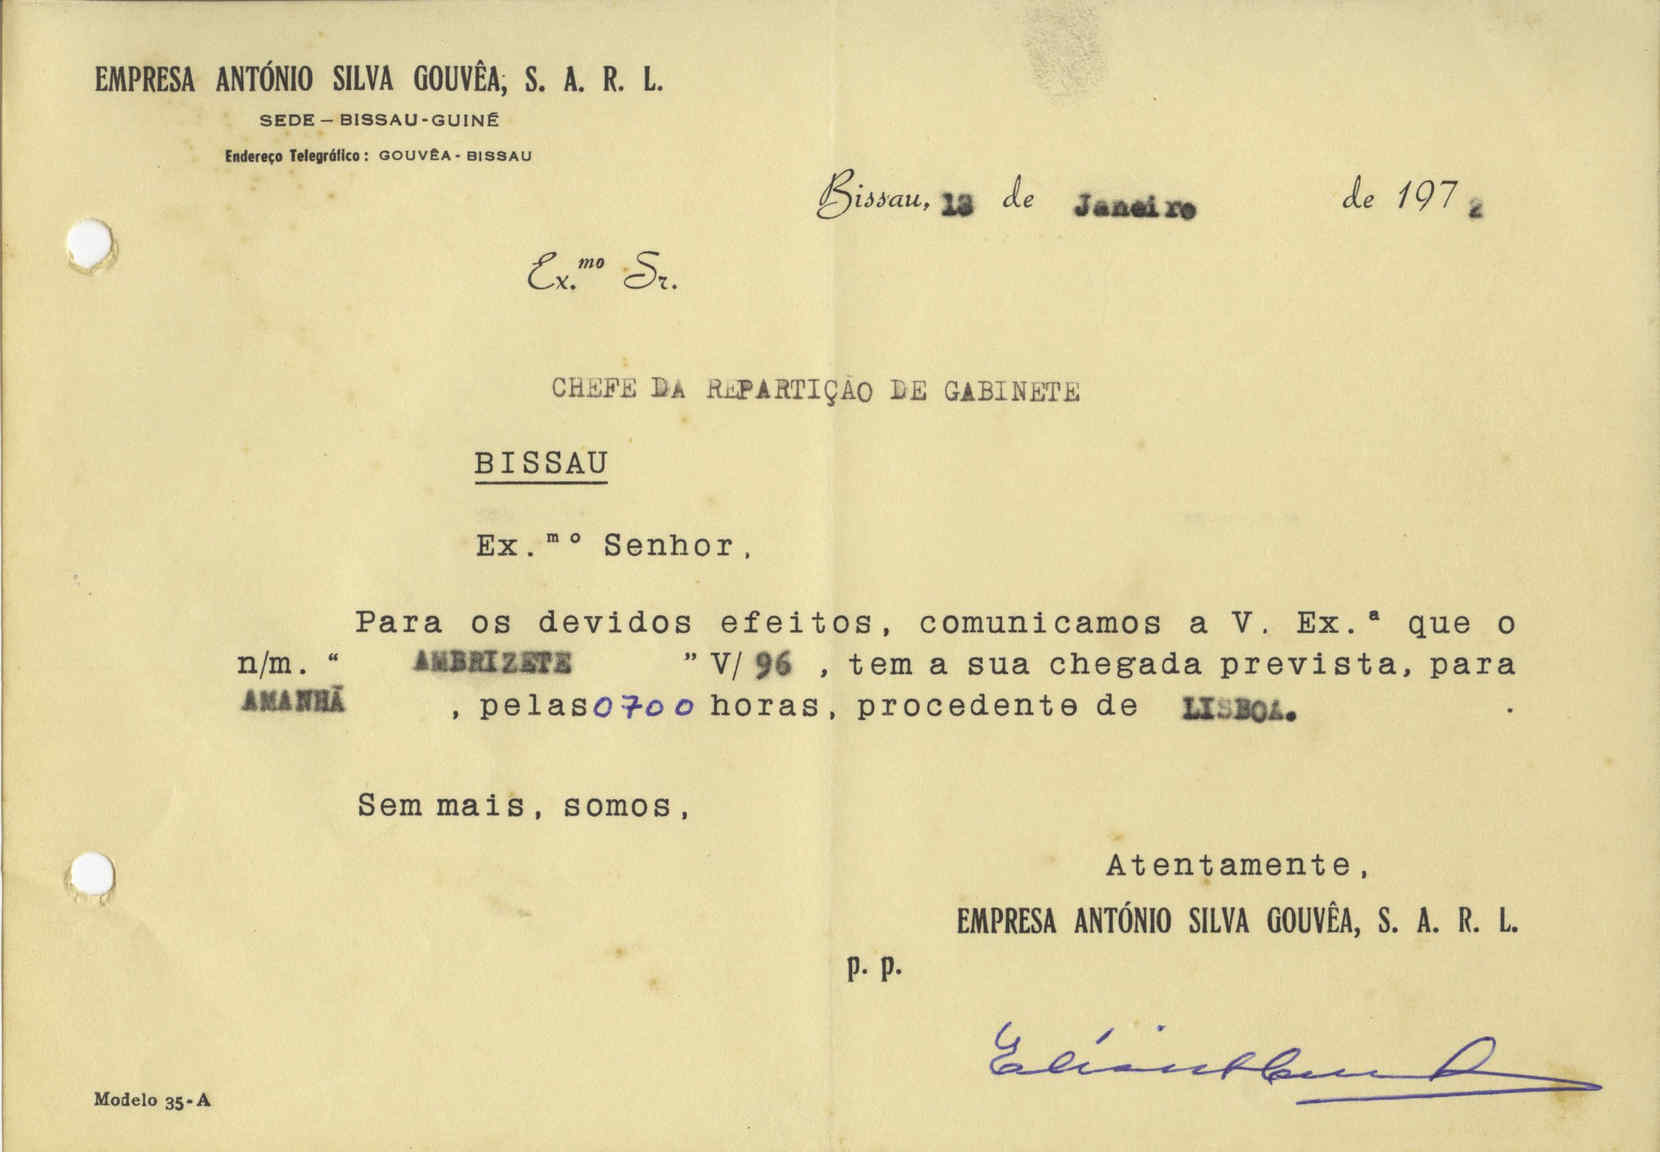 EMPRESA ANTÓNIO SILVA GOUVÊA, S. A. R. L.
SEDE – BISSAU-GUINÉ
Endereço Telegráfico: GOUVÊA - BISSAU
Bissau, 13 de Janeiro de 1972
Ex.mo Sr.
CHEFE DA REPARTIÇÃO DE GABINETE
BISSAU
Ex.mo Senhor,
Para os devidos efeitos, comunicamos a V. Ex.ª que o
n/m. “ AMBRIZETE ” V/ 96 , tem a sua chegada prevista, para
AMANHÃ , pelas 0700 horas, procedente de LISBOA.
Sem mais, somos,
Atentamente,
EMPRESA ANTÓNIO SILVA GOUVÊA, S. A. R. L.
p. p.
Modelo 35-A